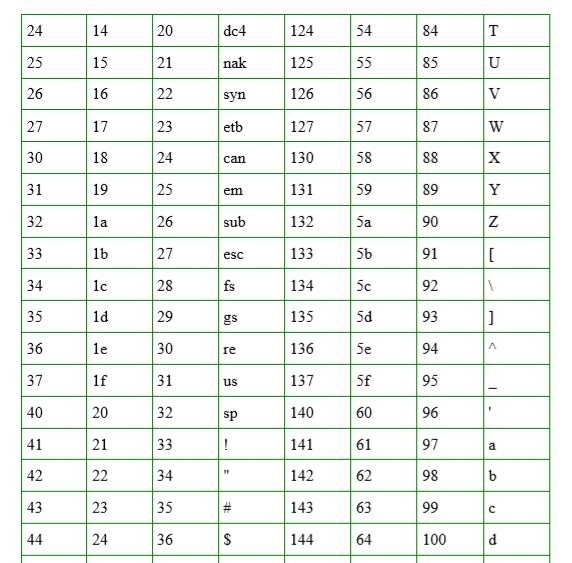 24 14 20 dc4 124 54 84 T
25 15 21 nak 125 55 85 U
26 16 22 syn 126 56 86 V
27 17 23 etb 127 57 87 W
30 18 24 can 130 58 88 X
31 19 25 em 131 59 89 Y
32 1a 26 sub 132 5a 90 Z
33 1b 27 esc 133 5b 91 [
34 1c 28 fs 134 5c 92 \
35 1d 29 gs 135 5d 93 ]
36 1e 30 re 136 5e 94 ^
37 1f 31 us 137 5f 95 _
40 20 32 sp 140 60 96 '
41 21 33 ! 141 61 97 a
42 22 34 " 142 62 98 b
43 23 35 # 143 63 99 c
44 24 36 $ 144 64 100 d